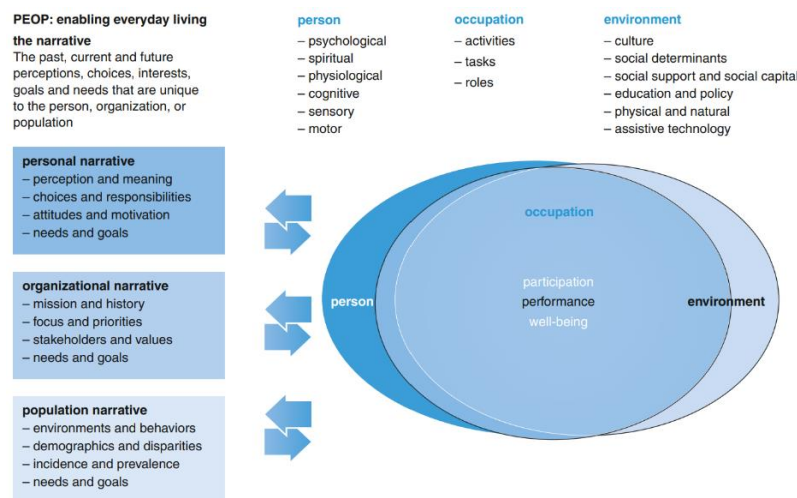 PEOP: enabling everyday living
the narrative
The past, current and future
perceptions, choices, interests,
goals and needs that are unique
to the person, organization, or
population
person
– psychological
– spiritual
– physiological
– cognitive
– sensory
– motor
occupation
– activities
– tasks
– roles
environment
– culture
– social determinants
– social support and social capital
– education and policy
– physical and natural
– assistive technology
personal narrative
– perception and meaning
– choices and responsibilities
– attitudes and motivation
– needs and goals
organizational narrative
– mission and history
– focus and priorities
– stakeholders and values
– needs and goals
population narrative
– environments and behaviors
– demographics and disparities
– incidence and prevalence
– needs and goals
occupation
participation
person
performance
environment
well-being